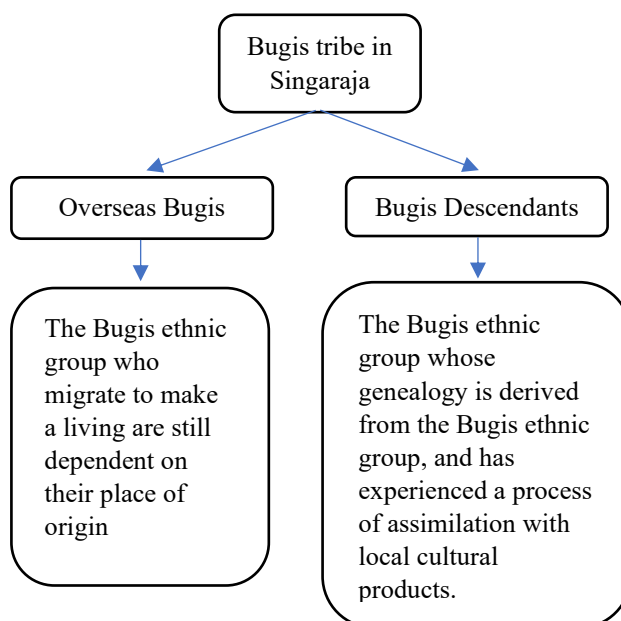 Bugis tribe in
Singaraja
Overseas Bugis
Bugis Descendants
The Bugis ethnic
group who
migrate to make
a living are still
dependent on
their place of
origin
The Bugis ethnic
group whose
genealogy is derived
from the Bugis ethnic
group, and has
experienced a process
of assimilation with
local cultural
products.